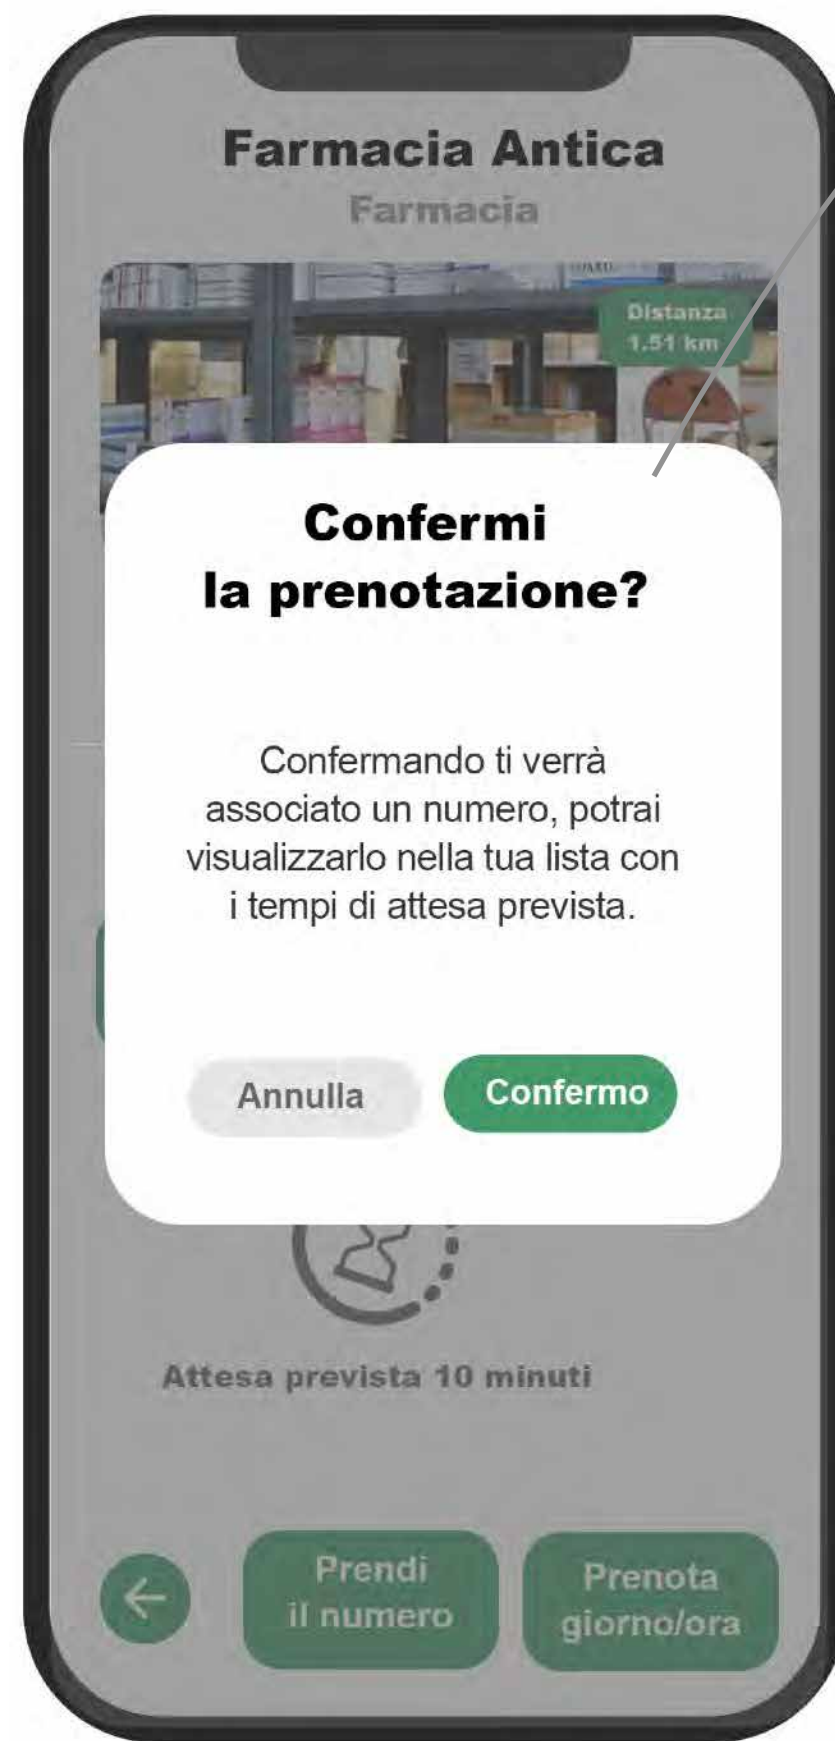 Farmacia Antica
Farmacia
Distanza
1,51 km
Confermi
la prenotazione?
Confermando ti verrà
associato un numero, potrai
visualizzarlo nella tua lista con
i tempi di attesa prevista.
Annulla
Confermo
Attesa prevista 10 minuti
Prendi
il numero
Prenota
giorno/ora